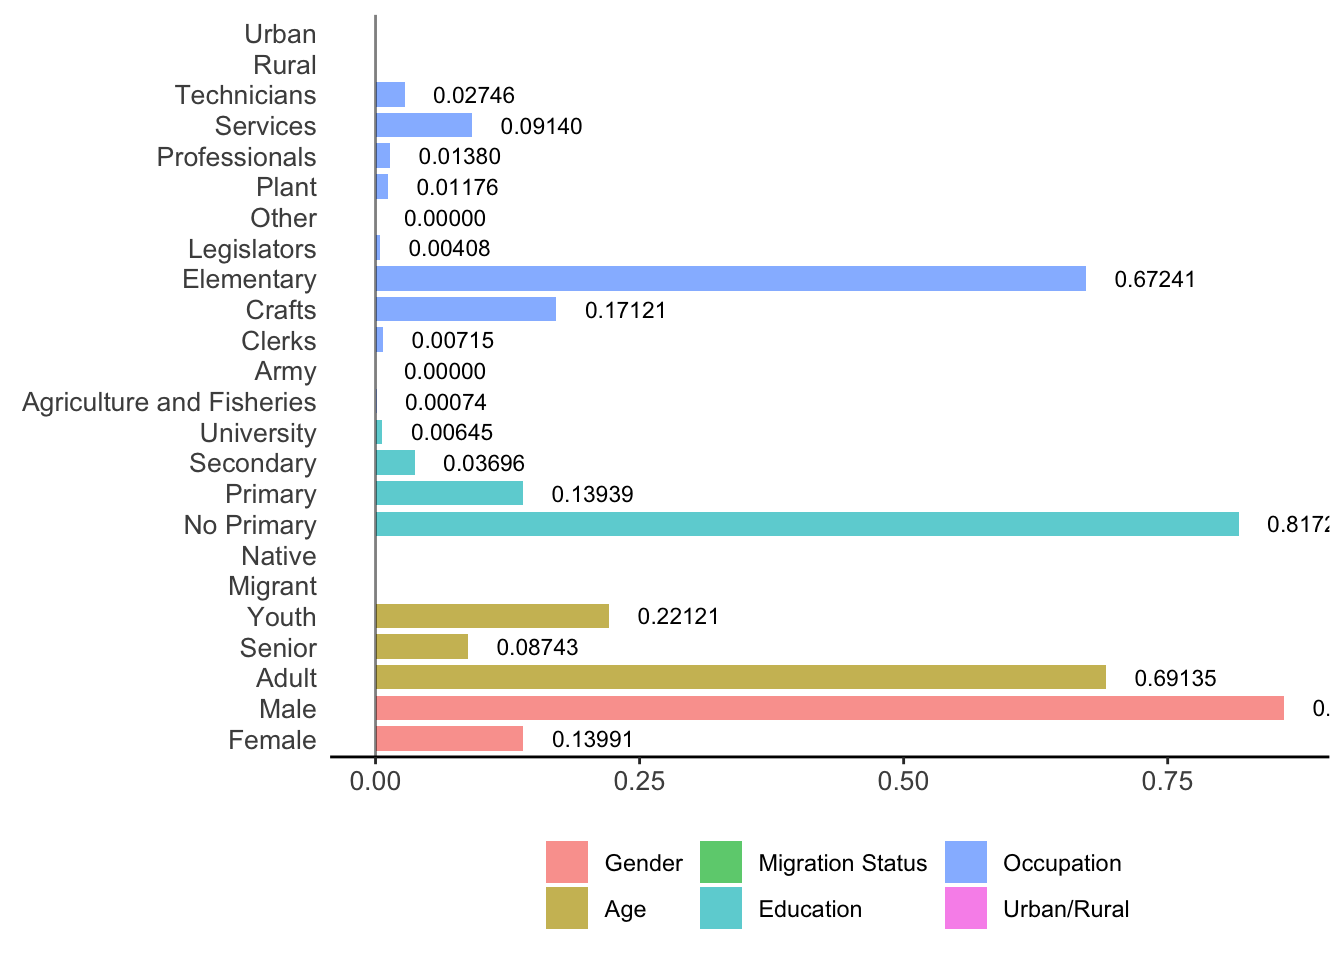 Urban
Rural
Technicians 0.02746
Services 0.09140
Professionals 0.01380
Plant 0.01176
Other 0.00000
Legislators 0.00408
Elementary 0.67241
Crafts 0.17121
Clerks 0.00715
Army 0.00000
Agriculture and Fisheries 0.00074
University 0.00645
Secondary 0.03696
Primary 0.13939
No Primary 0.8172
Native
Migrant
Youth 0.22121
Senior 0.08743
Adult 0.69135
Male 0.
Female 0.13991
0.00 0.25 0.50 0.75
Gender Migration Status Occupation
Age Education Urban/Rural